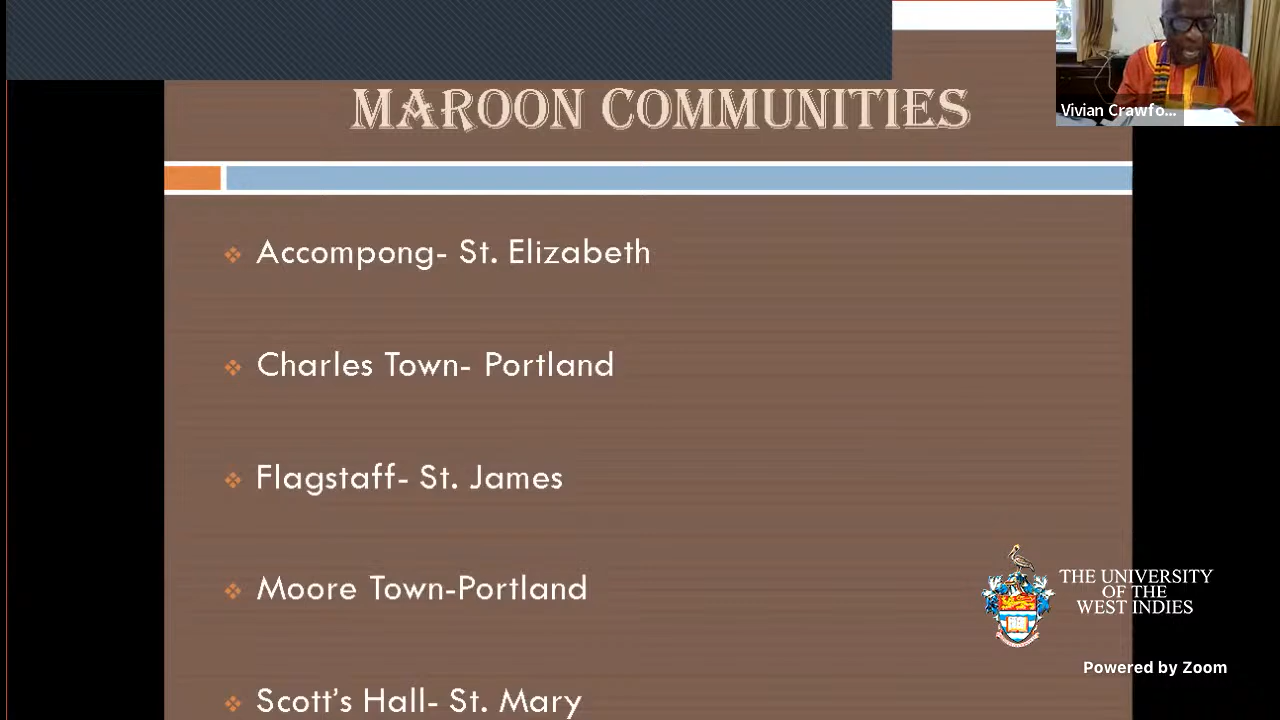 MAROON COMMUNITIES
Vivian Crawfo...
Accompong- St. Elizabeth
Charles Town- Portland
Flagstaff- St. James
Moore Town-Portland
THE UNIVERSITY
OF THE
WEST INDIES
Powered by Zoom
Scott's Hall- St. Mary